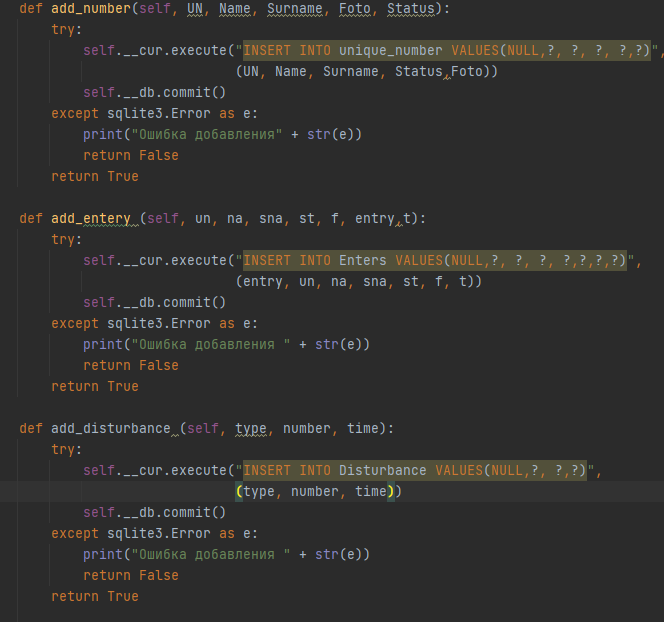 def add_number(self, UN, Name, Surname, Foto, Status):
try:
self.__cur.execute("INSERT INTO unique_number VALUES(NULL,?, ?, ?, ?,?)",
(UN, Name, Surname, Status,Foto))
self.__db.commit()
except sqlite3.Error as e:
print("Ошибка добавления" + str(e))
return False
return True
def add_entery (self, un, na, sna, st, f, entry,t):
try:
self.__cur.execute("INSERT INTO Enters VALUES(NULL,?, ?, ?, ?,?,?,?)",
(entry, un, na, sna, st, f, t))
self.__db.commit()
except sqlite3.Error as e:
print("Ошибка добавления " + str(e))
return False
return True
def add_disturbance (self, type, number, time):
try:
self.__cur.execute("INSERT INTO Disturbance VALUES(NULL,?, ?,?)",
(type, number, time))
self.__db.commit()
except sqlite3.Error as e:
print("Ошибка добавления " + str(e))
return False
return True